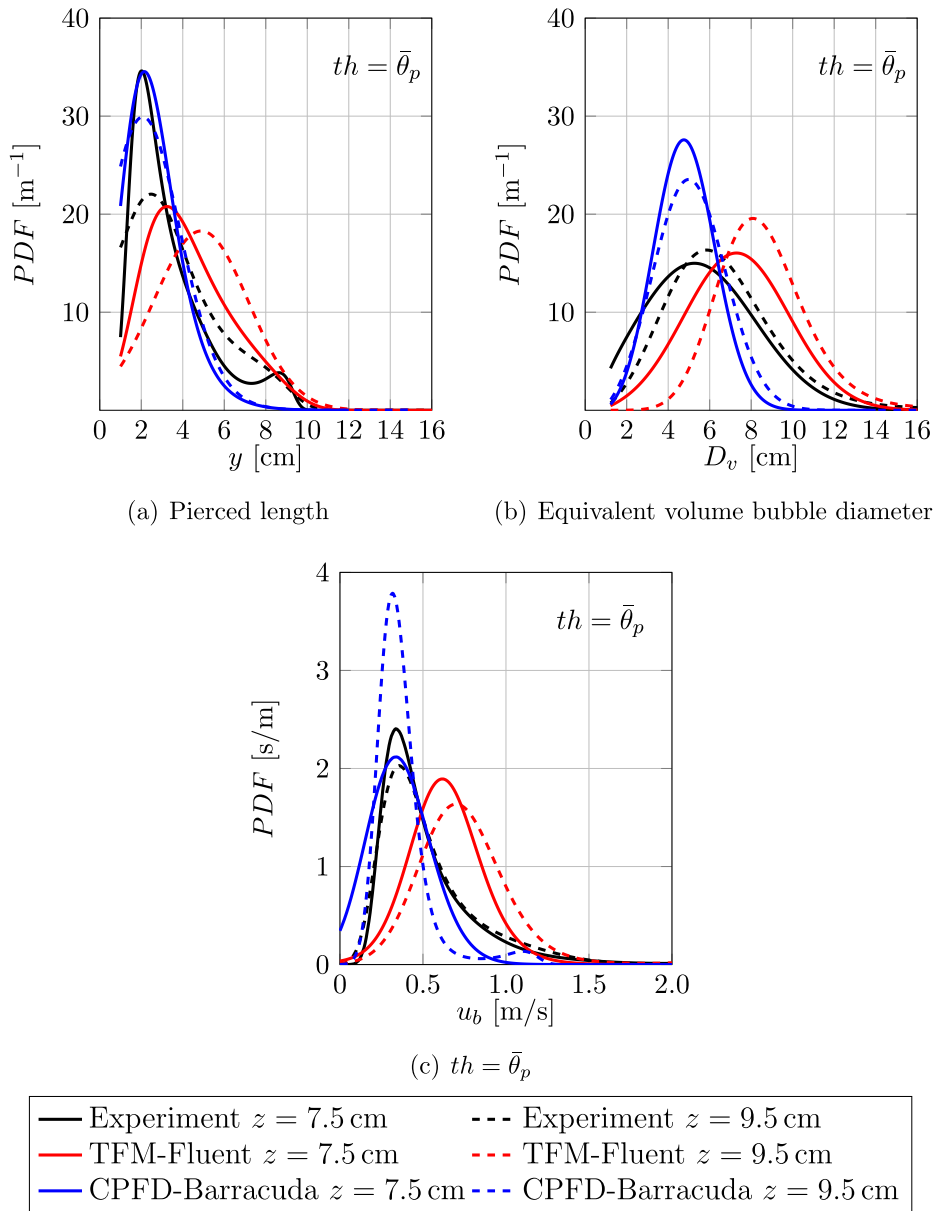 40
30
20
10
PDF [m⁻¹]
th = θ̄ₚ
0 2 4 6 8 10 12 14 16
y [cm]
(a) Pierced length
40
30
20
10
PDF [m⁻¹]
th = θ̄ₚ
2 4 6 8 10 12 14 16
D_v [cm]
(b) Equivalent volume bubble diameter
4
3
2
1
0
PDF [s/m]
th = θ̄ₚ
0 0.5 1.0 1.5 2.0
u_b [m/s]
(c) th = θ̄ₚ
Experiment z = 7.5 cm
Experiment z = 9.5 cm
TFM-Fluent z = 7.5 cm
TFM-Fluent z = 9.5 cm
CPFD-Barracuda z = 7.5 cm
CPFD-Barracuda z = 9.5 cm